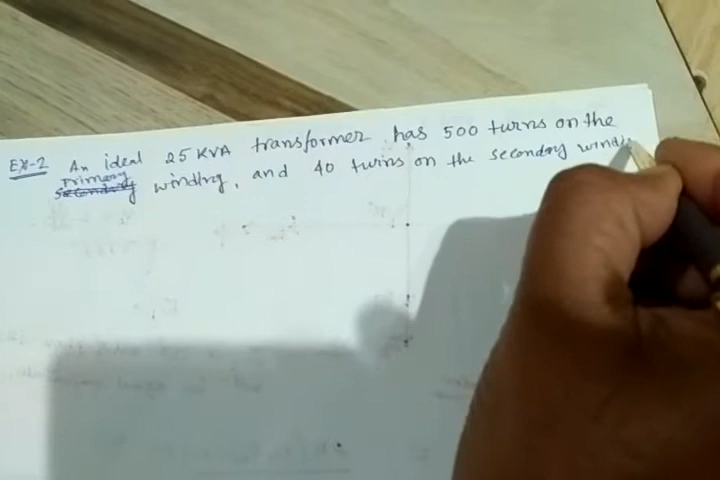 Ex-2 An ideal 25 KVA transformer has 500 turns on the
primary winding, and 40 turns on the secondary windin